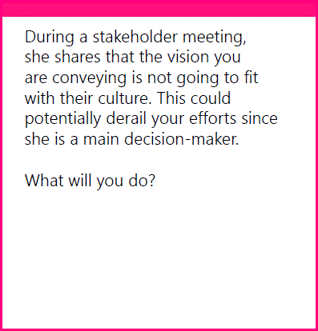 During a stakeholder meeting,
she shares that the vision you
are conveying is not going to fit
with their culture. This could
potentially derail your efforts since
she is a main decision-maker.
What will you do?